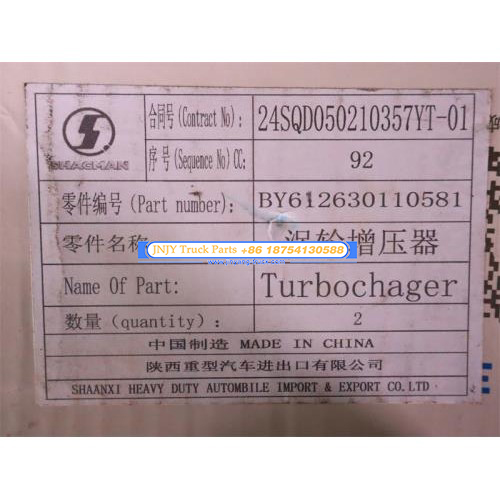 合同号(Contract No): 24SQD050210357YT-01
SHACMAN
序号(Sequence No)CC: 92
零件编号(Part number): BY612630110581
零件名称 涡轮增压器
JNJY Truck Parts +86 18754130588
Name Of Part: Turbochager
数量(quantity): 2
中国制造 MADE IN CHINA
陕西重型汽车进出口有限公司
SHAANXI HEAVY DUTY AUTOMBILE IMPORT & EXPORT CO.,LTD